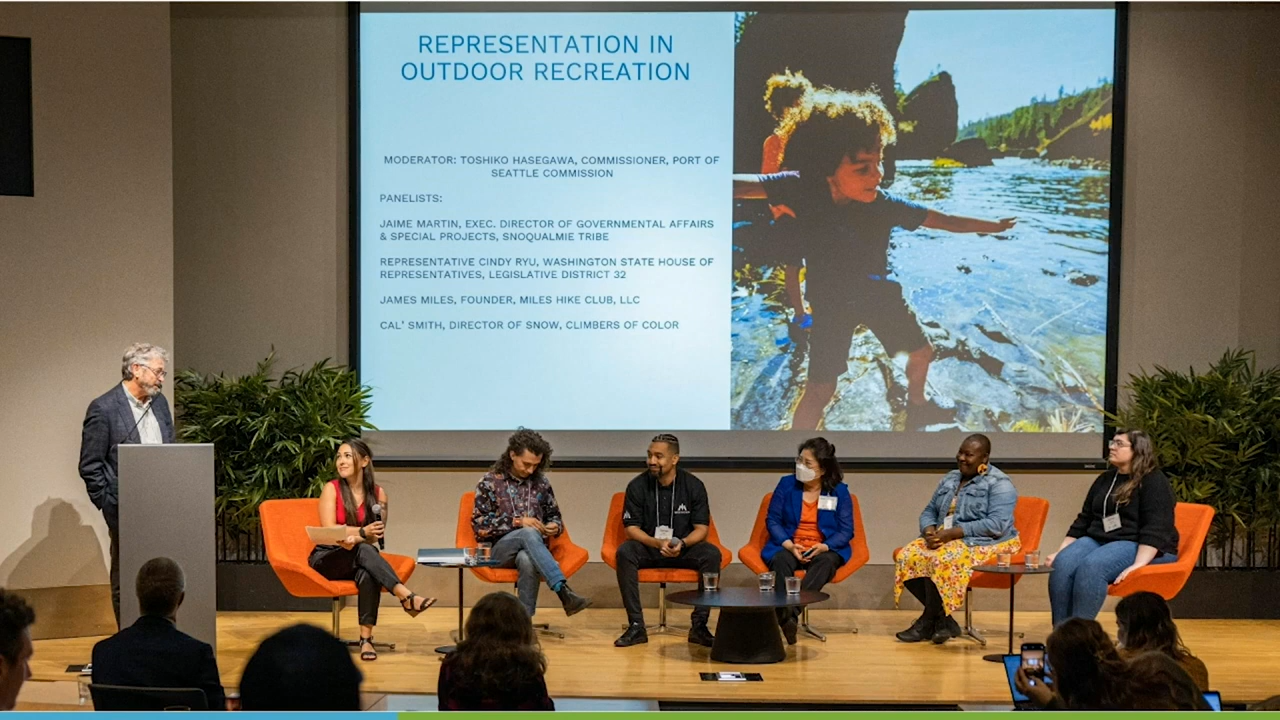 REPRESENTATION IN
OUTDOOR RECREATION
MODERATOR: TOSHIKO HASEGAWA, COMMISSIONER, PORT OF
SEATTLE COMMISSION
PANELISTS:
JAIME MARTIN, EXEC. DIRECTOR OF GOVERNMENTAL AFFAIRS
& SPECIAL PROJECTS, SNOQUALMIE TRIBE
REPRESENTATIVE CINDY RYU, WASHINGTON STATE HOUSE OF
REPRESENTATIVES, LEGISLATIVE DISTRICT 32
JAMES MILES, FOUNDER, MILES HIKE CLUB, LLC
CAL' SMITH, DIRECTOR OF SNOW, CLIMBERS OF COLOR